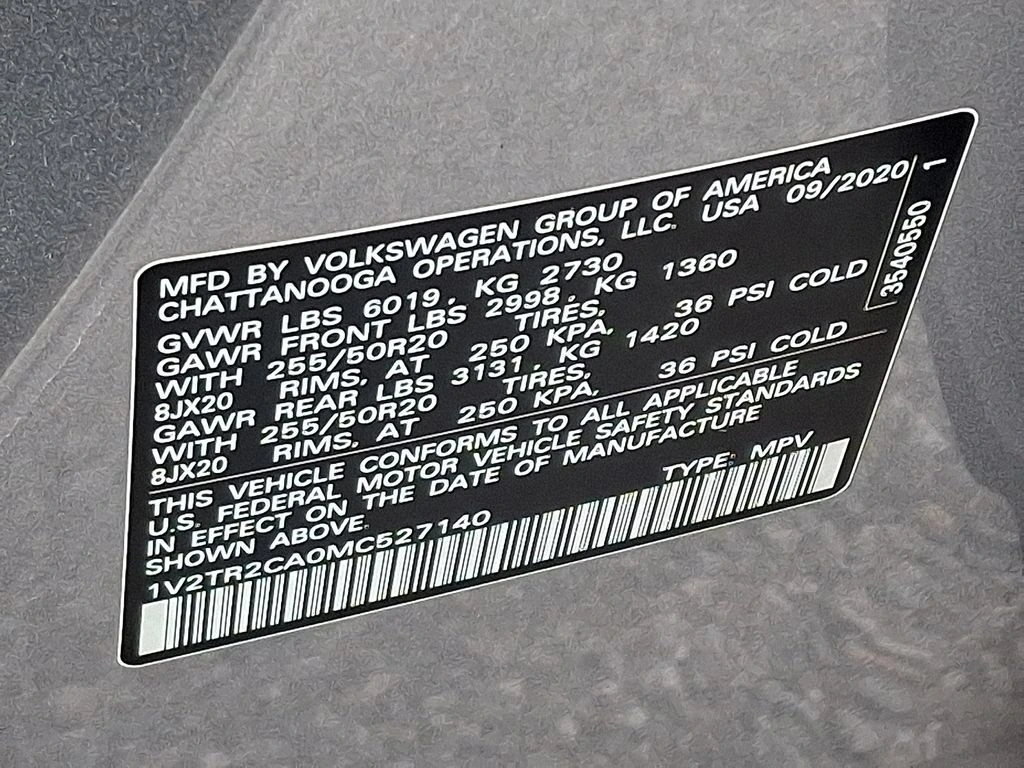 MFD BY VOLKSWAGEN GROUP OF AMERICA
CHATTANOOGA OPERATIONS, LLC. USA 09/2020
GVWR LBS 6019, KG 2730
GAWR FRONT LBS 2998, KG 1360
WITH 255/50R20 TIRES,
8JX20 RIMS, AT 250 KPA, 36 PSI COLD
GAWR REAR LBS 3131, KG 1420
WITH 255/50R20 TIRES,
8JX20 RIMS, AT 250 KPA, 36 PSI COLD
THIS VEHICLE CONFORMS TO ALL APPLICABLE
U.S. FEDERAL MOTOR VEHICLE SAFETY STANDARDS
IN EFFECT ON THE DATE OF MANUFACTURE
SHOWN ABOVE.
1V2TR2CA0MC527140 TYPE: MPV
3540550 1